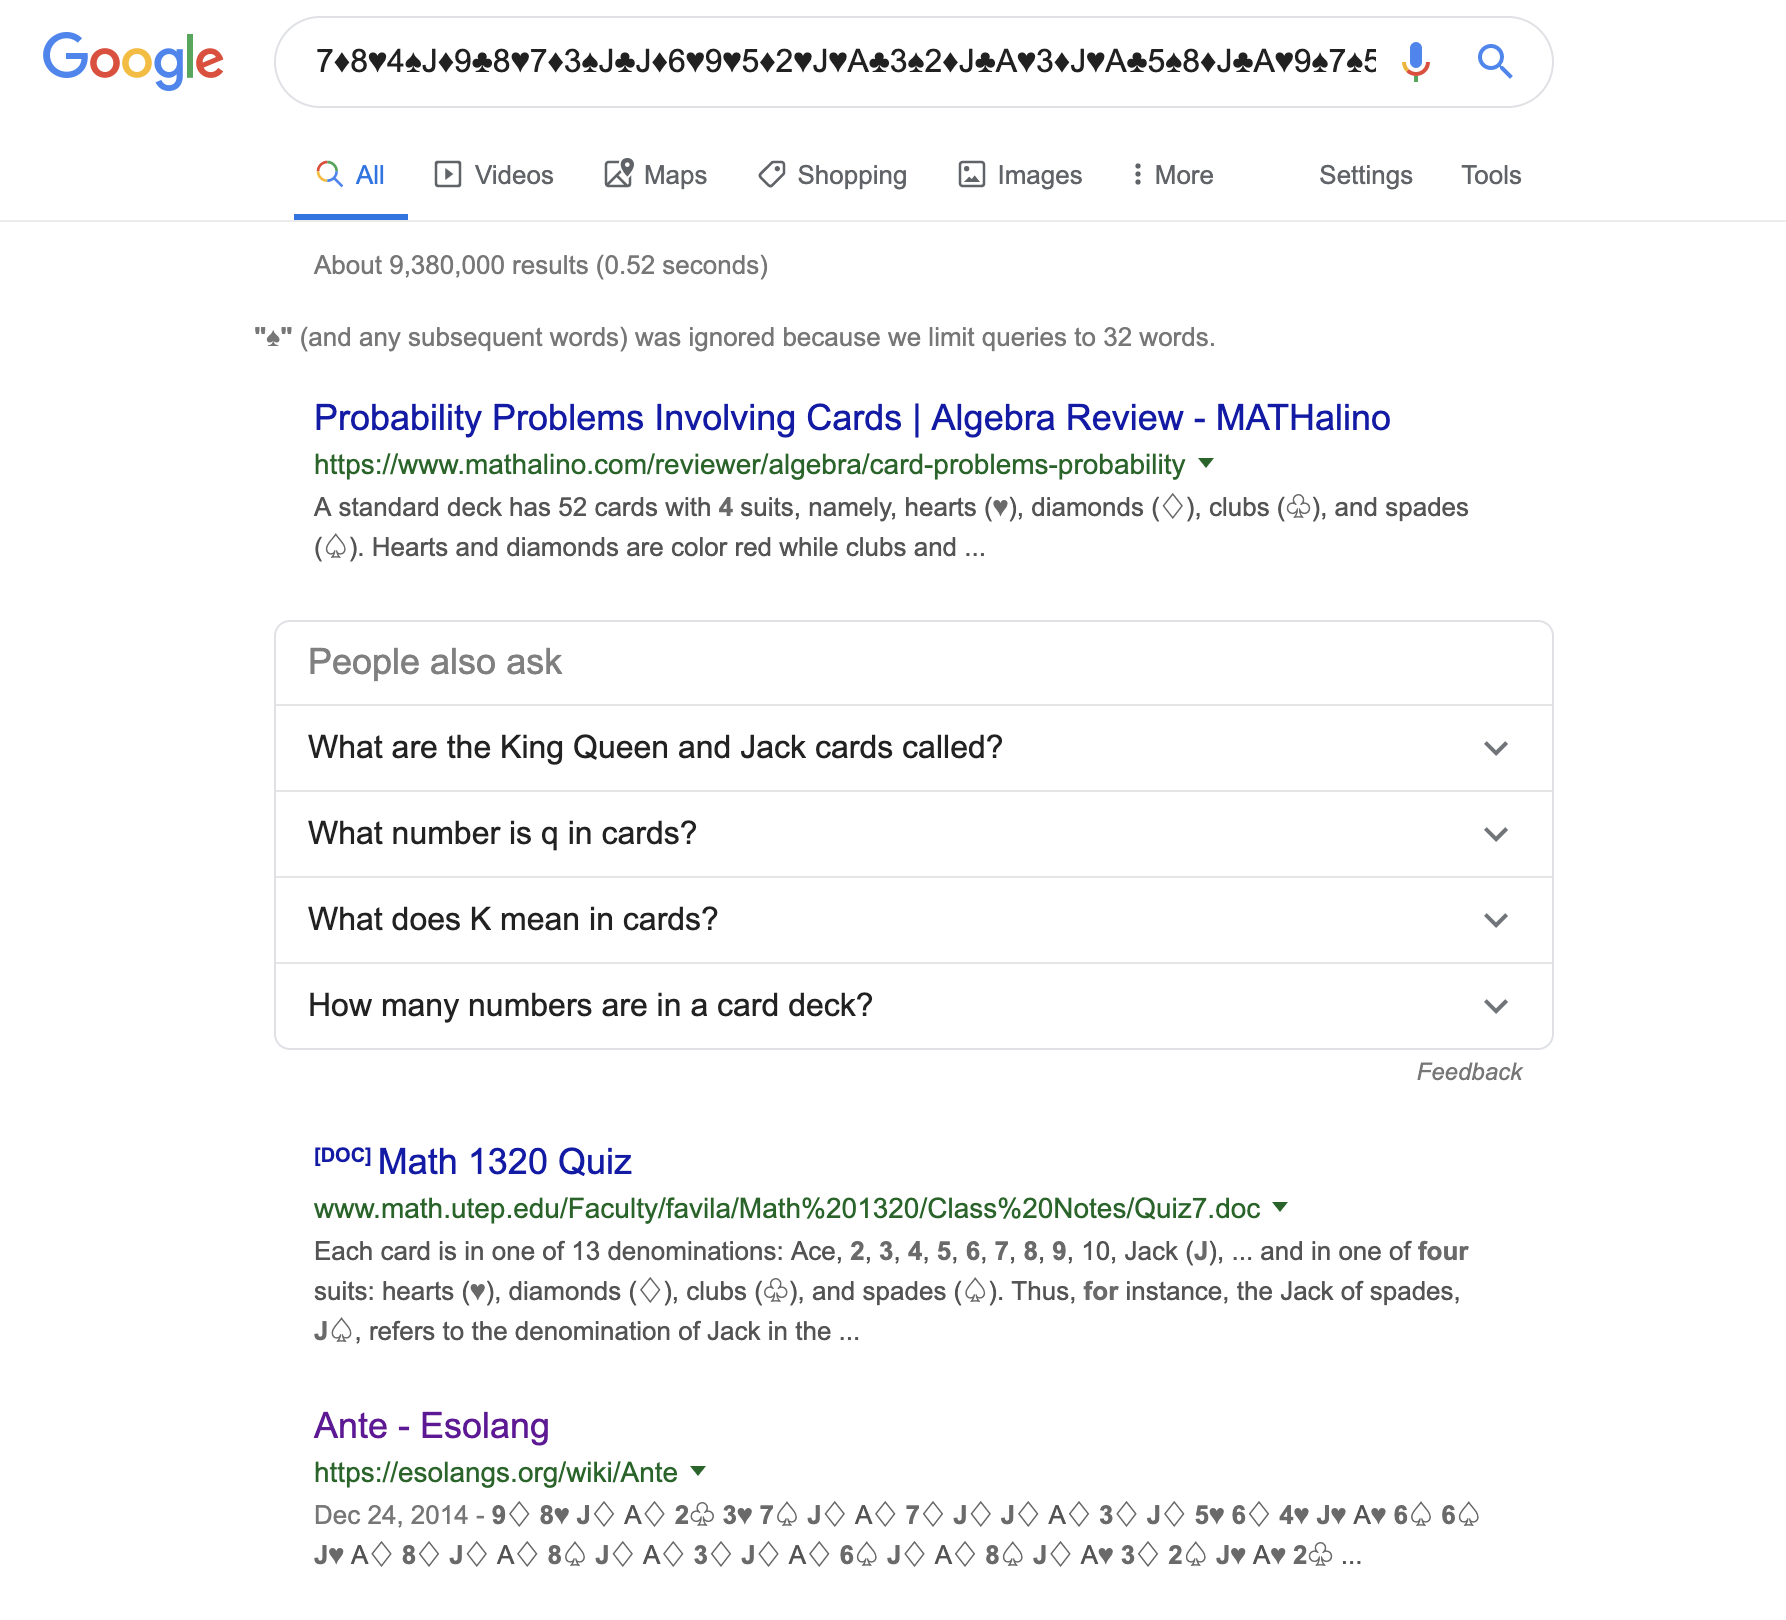 Google
7♦8♥4♠J♦9♣8♥7♦3♠J♣J♦6♥9♥5♦2♥J♥A♣3♠2♦J♣A♥3♦J♥A♣5♠8♦J♣A♥9♠7♠5
All Videos Maps Shopping Images More Settings Tools
About 9,380,000 results (0.52 seconds)
"♠" (and any subsequent words) was ignored because we limit queries to 32 words.
Probability Problems Involving Cards | Algebra Review - MATHalino
https://www.mathalino.com/reviewer/algebra/card-problems-probability
A standard deck has 52 cards with 4 suits, namely, hearts (♥), diamonds (♢), clubs (♧), and spades
(♤). Hearts and diamonds are color red while clubs and ...
People also ask
What are the King Queen and Jack cards called?
What number is q in cards?
What does K mean in cards?
How many numbers are in a card deck?
Feedback
[DOC] Math 1320 Quiz
www.math.utep.edu/Faculty/favila/Math%201320/Class%20Notes/Quiz7.doc
Each card is in one of 13 denominations: Ace, 2, 3, 4, 5, 6, 7, 8, 9, 10, Jack (J), ... and in one of four
suits: hearts (♥), diamonds (♢), clubs (♧), and spades (♤). Thus, for instance, the Jack of spades,
J♤, refers to the denomination of Jack in the ...
Ante - Esolang
https://esolangs.org/wiki/Ante
Dec 24, 2014 - 9♢ 8♥ J♢ A♢ 2♧ 3♥ 7♤ J♢ A♢ 7♢ J♢ J♢ A♢ 3♢ J♢ 5♥ 6♢ 4♥ J♥ A♥ 6♤ 6♤
J♥ A♢ 8♢ J♢ A♢ 8♤ J♢ A♢ 3♢ J♢ A♢ 6♤ J♢ A♢ 8♤ J♢ A♥ 3♢ 2♤ J♥ A♥ 2♧ ...